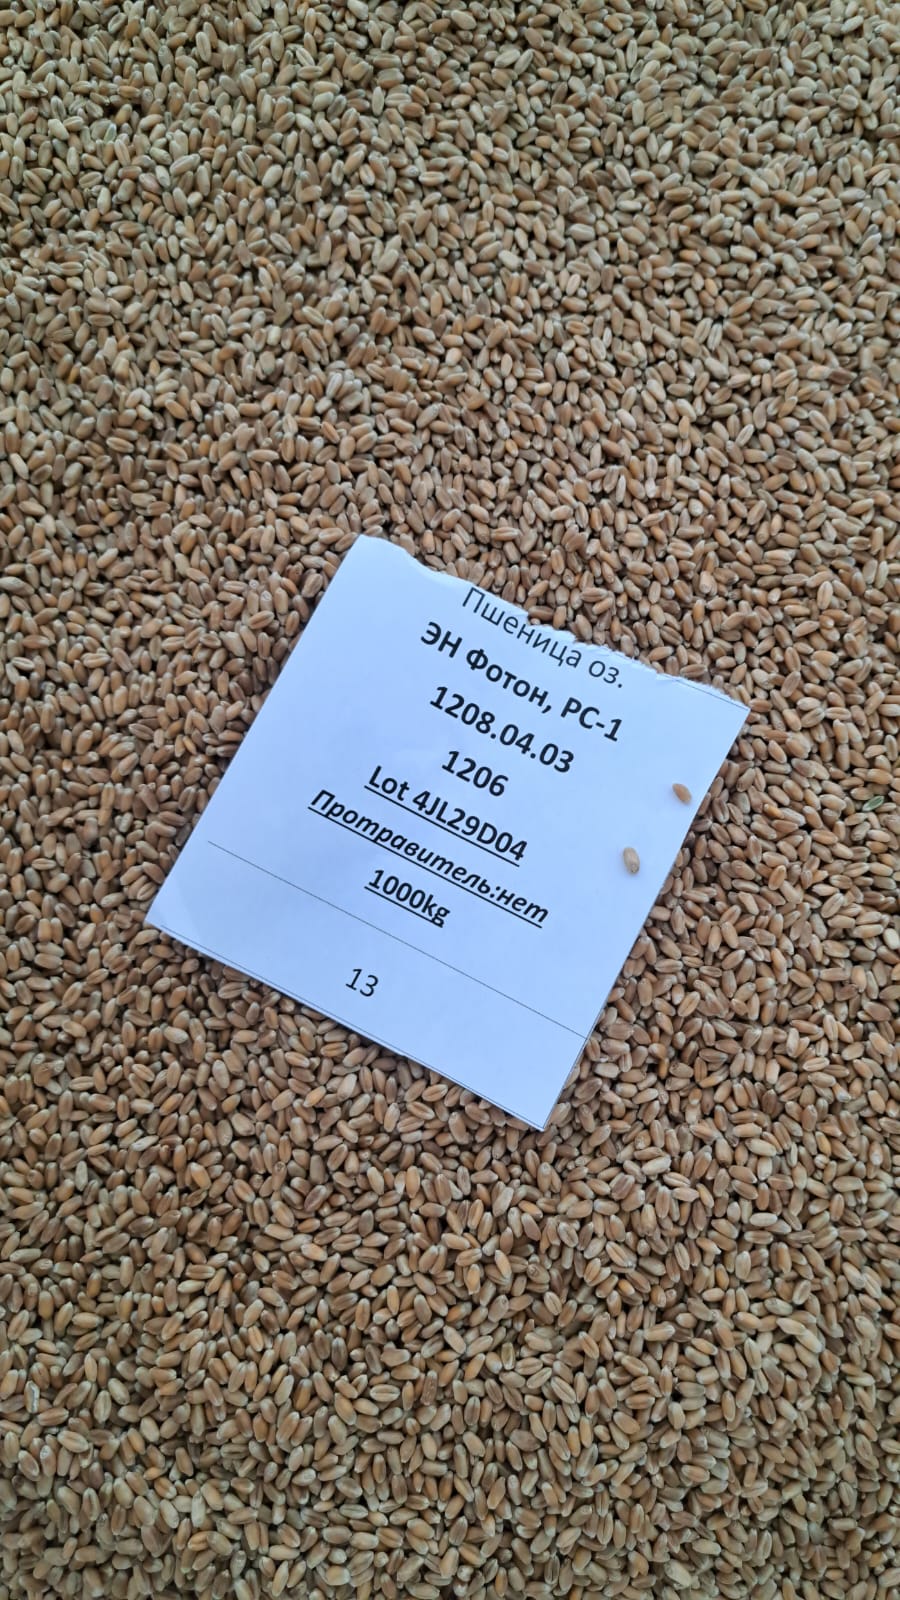 Пшеница оз.
ЭН Фотон, РС-1
1208.04.03
1206
Lot 4JL29D04
Протравитель:нет
1000kg
13